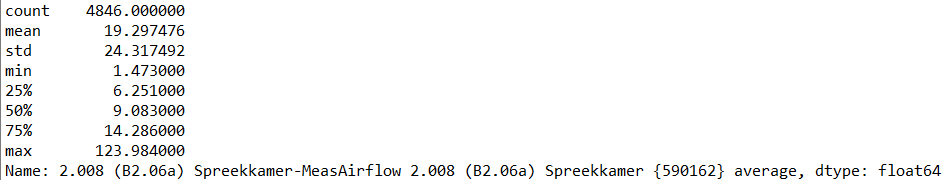 count    4846.000000
mean       19.297476
std        24.317492
min         1.473000
25%         6.251000
50%         9.083000
75%        14.286000
max       123.984000
Name: 2.008 (B2.06a) Spreekkamer-MeasAirflow 2.008 (B2.06a) Spreekkamer {590162} average, dtype: float64